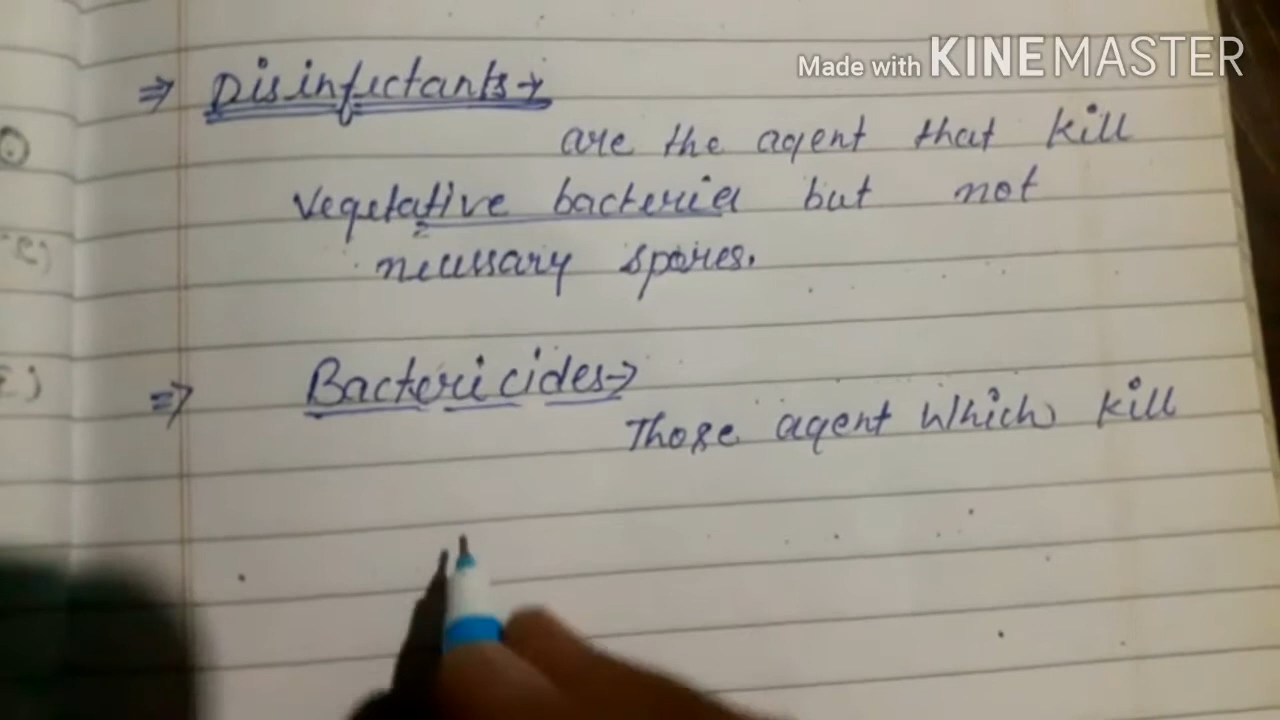 Made with KINEMASTER
⇒ Disinfectants→
are the agent that kill
vegetative bacteria but not
necessary spores.
⇒ Bactericides→
Those agent which kill